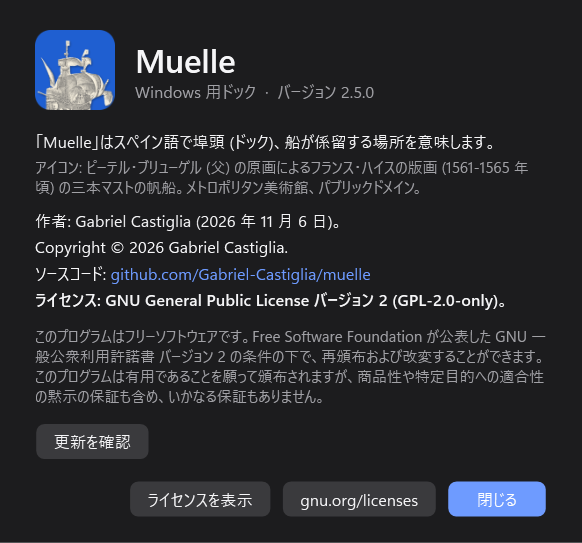 Muelle
Windows 用ドック · バージョン 2.5.0
「Muelle」はスペイン語で埠頭 (ドック)、船が係留する場所を意味します。
アイコン: ピーテル・ブリューゲル (父) の原画によるフランス・ハイスの版画 (1561-1565 年
頃) の三本マストの帆船。メトロポリタン美術館、パブリックドメイン。
作者: Gabriel Castiglia (2026 年 11 月 6 日)。
Copyright © 2026 Gabriel Castiglia.
ソースコード: github.com/Gabriel-Castiglia/muelle
ライセンス: GNU General Public License バージョン 2 (GPL-2.0-only)。
このプログラムはフリーソフトウェアです。Free Software Foundation が公表した GNU 一
般公衆利用許諾書 バージョン 2 の条件の下で、再頒布および改変することができます。
このプログラムは有用であることを願って頒布されますが、商品性や特定目的への適合性
の黙示の保証も含め、いかなる保証もありません。
更新を確認
ライセンスを表示
gnu.org/licenses
閉じる